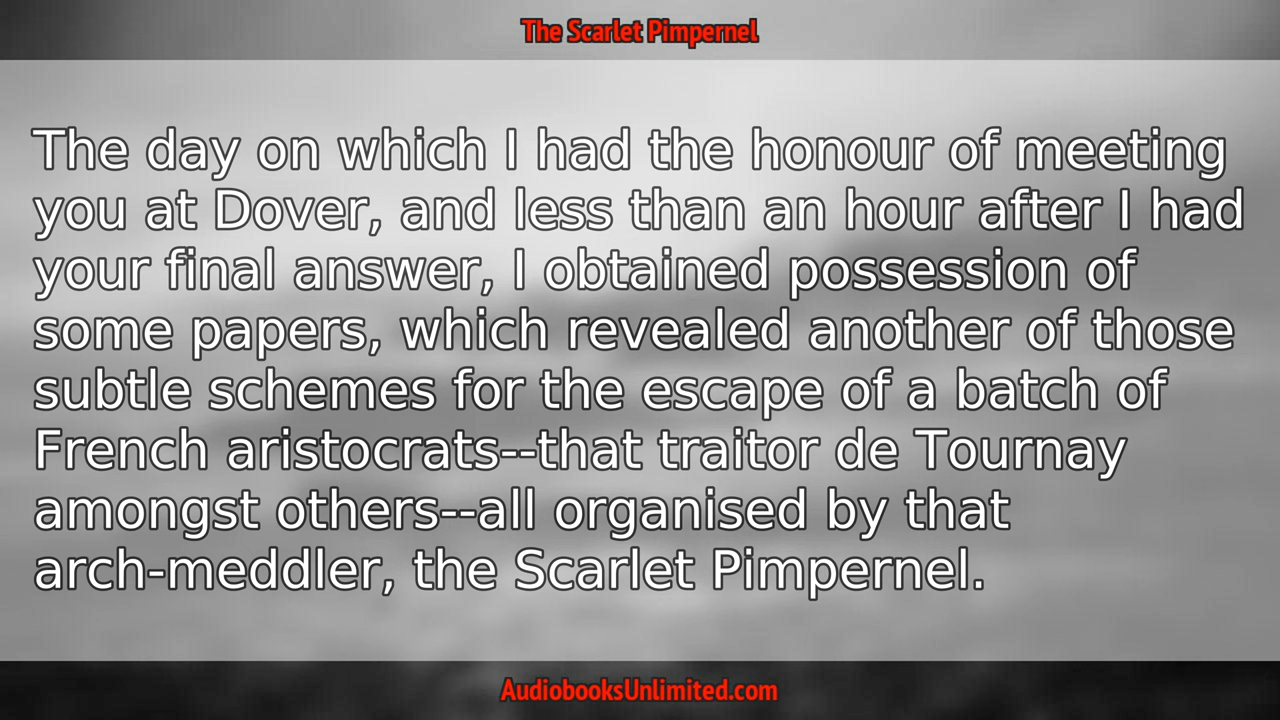 The Scarlet Pimpernel
The day on which I had the honour of meeting
you at Dover, and less than an hour after I had
your final answer, I obtained possession of
some papers, which revealed another of those
subtle schemes for the escape of a batch of
French aristocrats--that traitor de Tournay
amongst others--all organised by that
arch-meddler, the Scarlet Pimpernel.
AudiobooksUnlimited.com